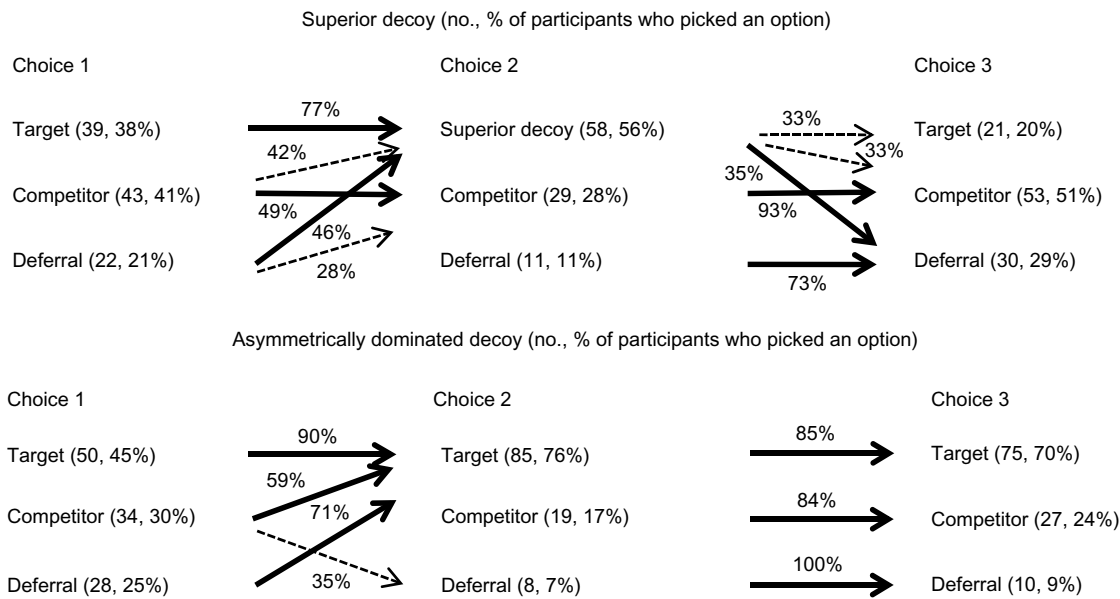 Superior decoy (no., % of participants who picked an option)
Choice 1 Choice 2 Choice 3
77%
33%
Target (39, 38%) Superior decoy (58, 56%) Target (21, 20%)
42% 33%
35%
Competitor (43, 41%) Competitor (29, 28%) Competitor (53, 51%)
49% 93%
46%
Deferral (22, 21%) Deferral (11, 11%) Deferral (30, 29%)
28% 73%
Asymmetrically dominated decoy (no., % of participants who picked an option)
Choice 1 Choice 2 Choice 3
90% 85%
Target (50, 45%) Target (85, 76%) Target (75, 70%)
59%
84%
Competitor (34, 30%) 71% Competitor (19, 17%) Competitor (27, 24%)
100%
Deferral (28, 25%) 35% Deferral (8, 7%) Deferral (10, 9%)